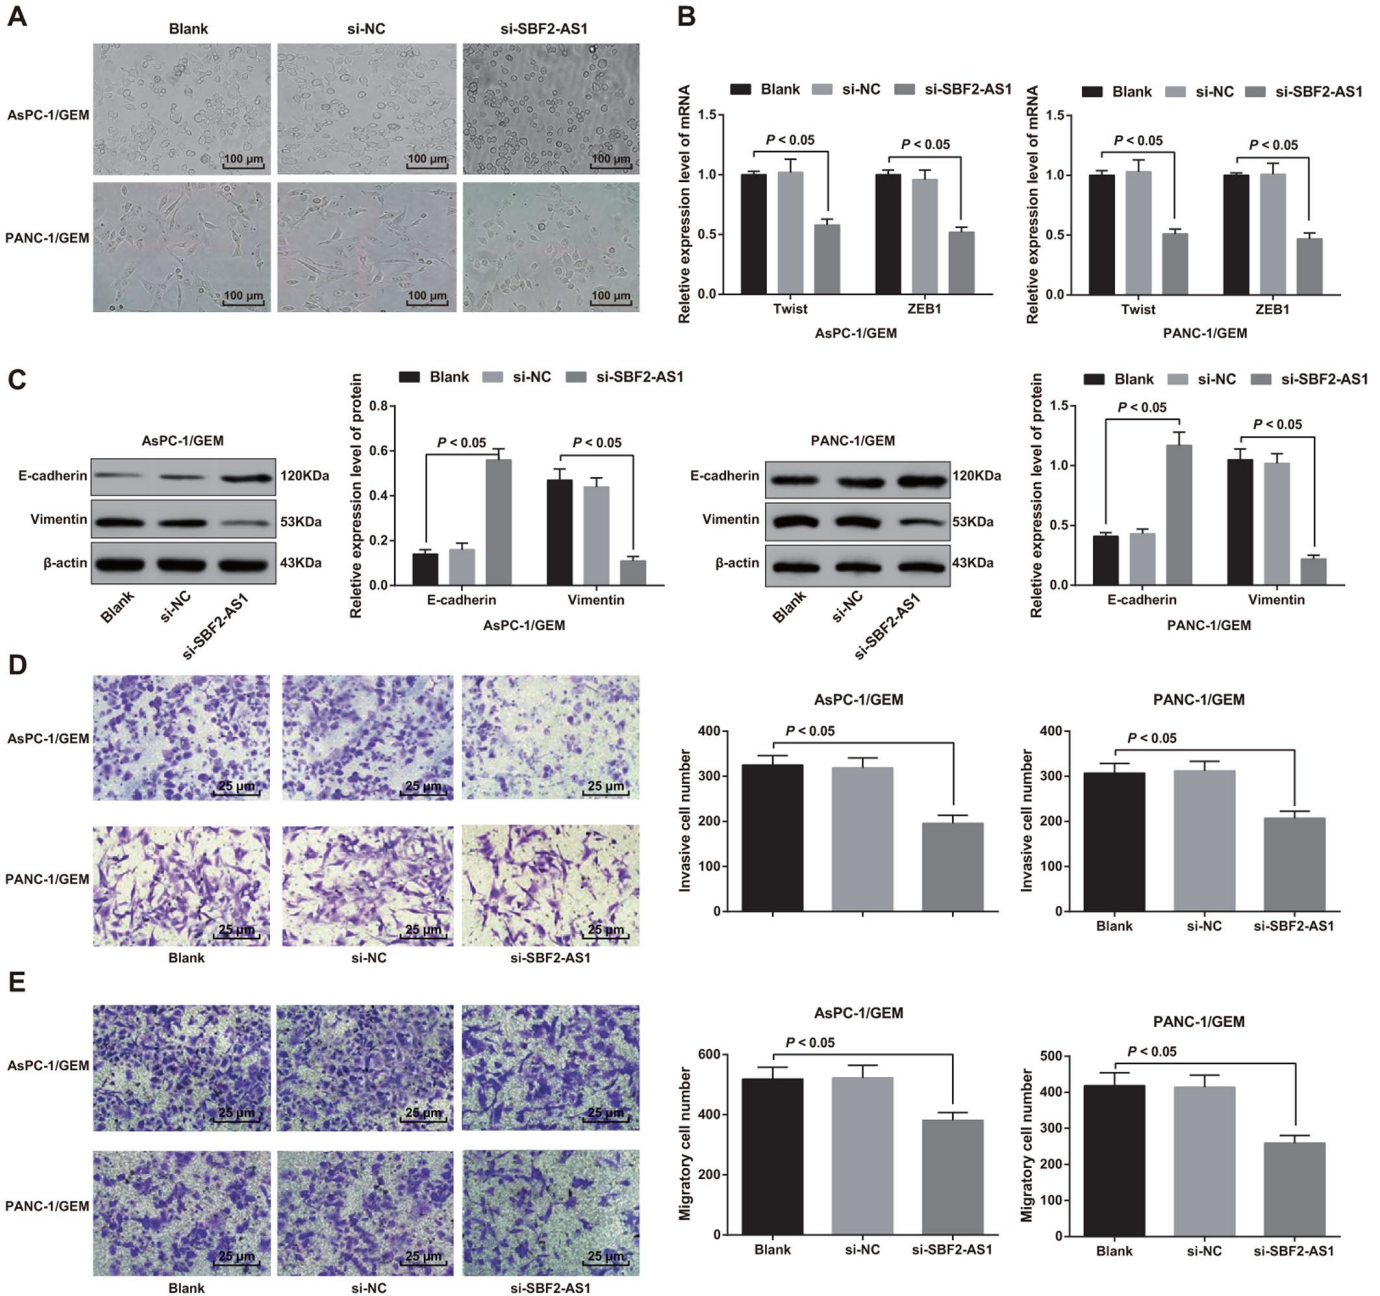 A
Blank si-NC si-SBF2-AS1
AsPC-1/GEM
100 μm 100 μm 100 μm
PANC-1/GEM
100 μm 100 μm 100 μm
B
Blank si-NC si-SBF2-AS1
Reletive expression level of mRNA
1.5
1.0
0.5
0.0
P < 0.05 P < 0.05
Twist ZEB1
AsPC-1/GEM
Blank si-NC si-SBF2-AS1
Reletive expression level of mRNA
1.5
1.0
0.5
0.0
P < 0.05 P < 0.05
Twist ZEB1
PANC-1/GEM
C
AsPC-1/GEM
E-cadherin 120KDa
Vimentin 53KDa
β-actin 43KDa
Blank si-NC si-SBF2-AS1
Blank si-NC si-SBF2-AS1
Reletive expression level of protein
0.8
0.6
0.4
0.2
0.0
P < 0.05 P < 0.05
E-cadherin Vimentin
AsPC-1/GEM
PANC-1/GEM
E-cadherin 120KDa
Vimentin 53KDa
β-actin 43KDa
Blank si-NC si-SBF2-AS1
Blank si-NC si-SBF2-AS1
Reletive expression level of protein
1.5
1.0
0.5
0.0
P < 0.05 P < 0.05
E-cadherin Vimentin
PANC-1/GEM
D
AsPC-1/GEM
25 μm 25 μm 25 μm
PANC-1/GEM
25 μm 25 μm 25 μm
Blank si-NC si-SBF2-AS1
AsPC-1/GEM
Invasive cell number
400
300
200
100
0
P < 0.05
PANC-1/GEM
Invasive cell number
400
300
200
100
0
P < 0.05
Blank si-NC si-SBF2-AS1
E
AsPC-1/GEM
25 μm 25 μm 25 μm
PANC-1/GEM
25 μm 25 μm 25 μm
Blank si-NC si-SBF2-AS1
AsPC-1/GEM
Migratory cell number
600
400
200
0
P < 0.05
Blank si-NC si-SBF2-AS1
PANC-1/GEM
Migratory cell number
500
400
300
200
100
0
P < 0.05
Blank si-NC si-SBF2-AS1